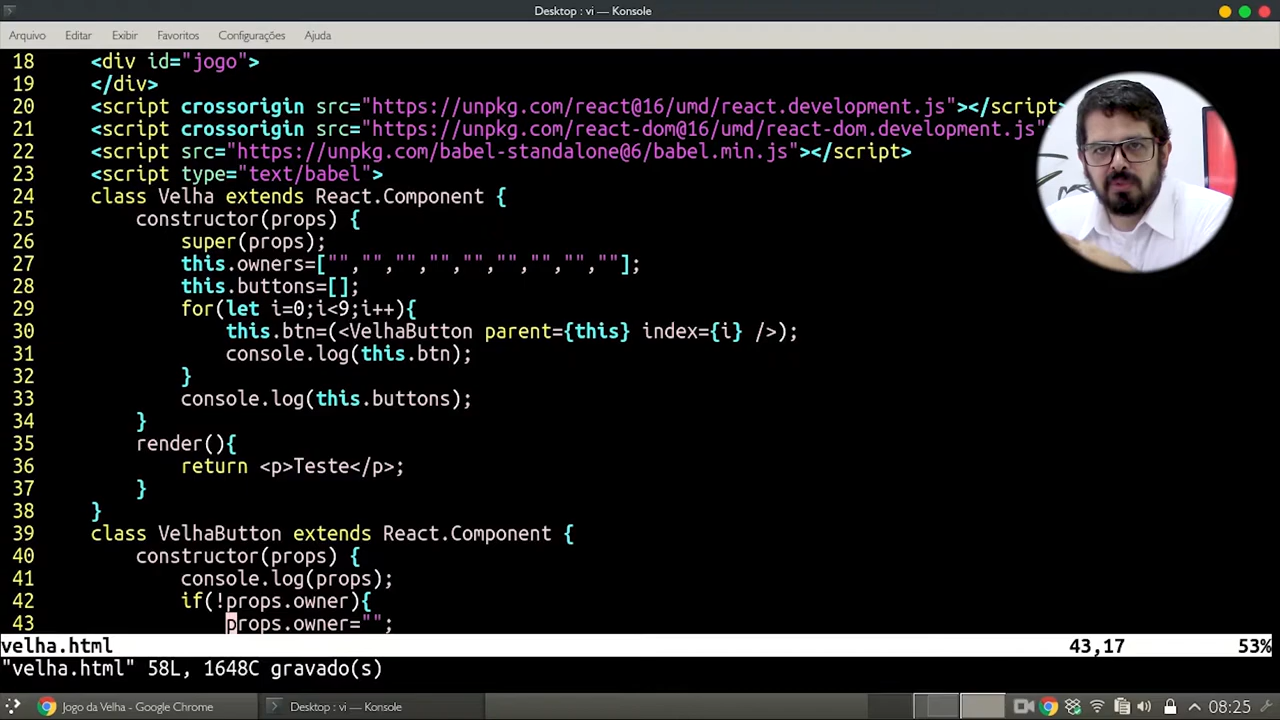 Desktop : vi — Konsole
Arquivo Editar Exibir Favoritos Configurações Ajuda
18 <div id="jogo">
19 </div>
20 <script crossorigin src="https://unpkg.com/react@16/umd/react.development.js"></script>
21 <script crossorigin src="https://unpkg.com/react-dom@16/umd/react-dom.development.js"
22 <script src="https://unpkg.com/babel-standalone@6/babel.min.js"></script>
23 <script type="text/babel">
24 class Velha extends React.Component {
25 constructor(props) {
26 super(props);
27 this.owners=["","","","","","","","",""];
28 this.buttons=[];
29 for(let i=0;i<9;i++){
30 this.btn=(<VelhaButton parent={this} index={i} />);
31 console.log(this.btn);
32 }
33 console.log(this.buttons);
34 }
35 render(){
36 return <p>Teste</p>;
37 }
38 }
39 class VelhaButton extends React.Component {
40 constructor(props) {
41 console.log(props);
42 if(!props.owner){
43 props.owner="";
velha.html 43,17 53%
"velha.html" 58L, 1648C gravado(s)
Jogo da Velha - Google Chrome Desktop : vi — Konsole 08:25